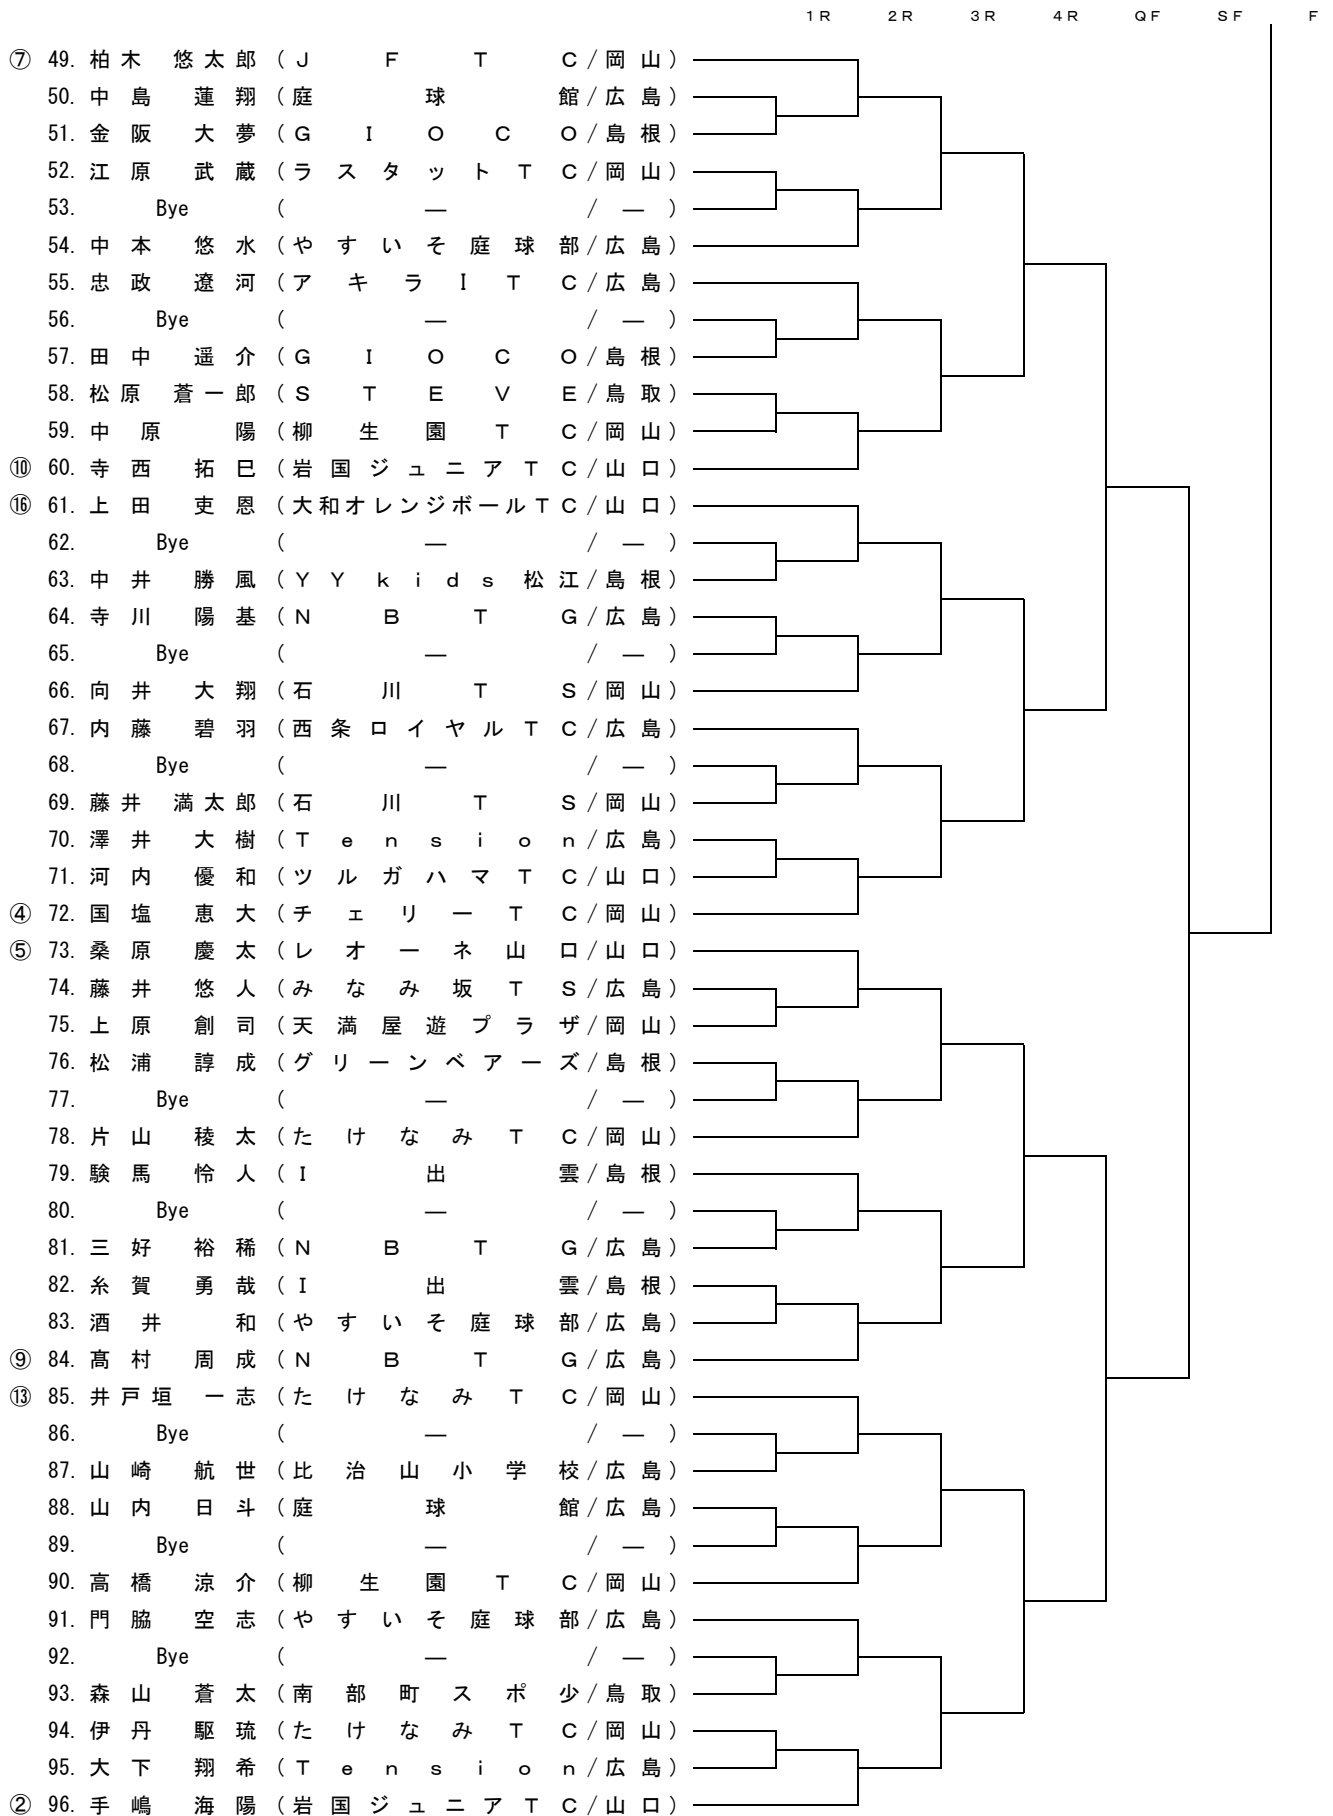 1R 2R 3R 4R QF SF F
⑦ 49. 柏木 悠太郎 (JFTC/岡山)
50. 中島 蓮翔 (庭球館/広島)
51. 金阪 大夢 (GIOCO/島根)
52. 江原 武蔵 (ラスタットTC/岡山)
53. Bye ( ― / ― )
54. 中本 悠水 (やすいそ庭球部/広島)
55. 忠政 遼河 (アキラITC/広島)
56. Bye ( ― / ― )
57. 田中 遥介 (GIOCO/島根)
58. 松原 蒼一郎 (STEVE/鳥取)
59. 中原 陽 (柳生園TC/岡山)
⑩ 60. 寺西 拓巳 (岩国ジュニアTC/山口)
⑯ 61. 上田 吏恩 (大和オレンジボールTC/山口)
62. Bye ( ― / ― )
63. 中井 勝風 (YYkids松江/島根)
64. 寺川 陽基 (NBTG/広島)
65. Bye ( ― / ― )
66. 向井 大翔 (石川TS/岡山)
67. 内藤 碧羽 (西条ロイヤルTC/広島)
68. Bye ( ― / ― )
69. 藤井 満太郎 (石川TS/岡山)
70. 澤井 大樹 (Tension/広島)
71. 河内 優和 (ツルガハマTC/山口)
④ 72. 国塩 恵大 (チェリーTC/岡山)
⑤ 73. 桑原 慶太 (レオーネ山口/山口)
74. 藤井 悠人 (みなみ坂TS/広島)
75. 上原 創司 (天満屋遊プラザ/岡山)
76. 松浦 諄成 (グリーンベアーズ/島根)
77. Bye ( ― / ― )
78. 片山 稜太 (たけなみTC/岡山)
79. 験馬 怜人 (I出雲/島根)
80. Bye ( ― / ― )
81. 三好 裕稀 (NBTG/広島)
82. 糸賀 勇哉 (I出雲/島根)
83. 酒井 和 (やすいそ庭球部/広島)
⑨ 84. 髙村 周成 (NBTG/広島)
⑬ 85. 井戸垣 一志 (たけなみTC/岡山)
86. Bye ( ― / ― )
87. 山崎 航世 (比治山小学校/広島)
88. 山内 日斗 (庭球館/広島)
89. Bye ( ― / ― )
90. 高橋 涼介 (柳生園TC/岡山)
91. 門脇 空志 (やすいそ庭球部/広島)
92. Bye ( ― / ― )
93. 森山 蒼太 (南部町スポ少/鳥取)
94. 伊丹 駆琉 (たけなみTC/岡山)
95. 大下 翔希 (Tension/広島)
② 96. 手嶋 海陽 (岩国ジュニアTC/山口)